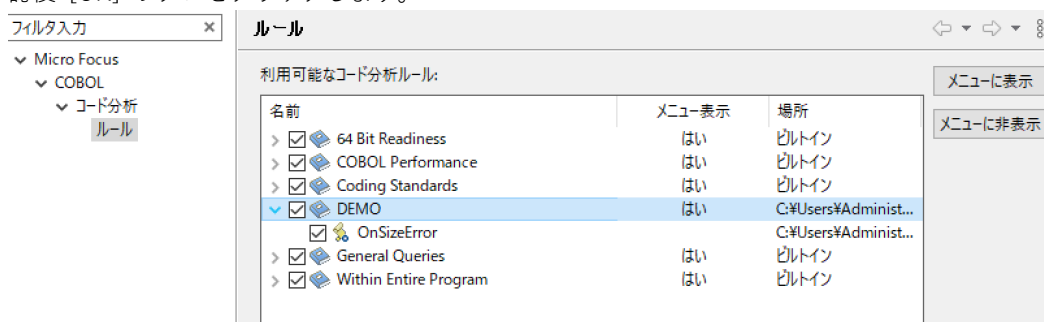 フィルタ入力
ルール
Micro Focus
COBOL
コード分析
ルール
利用可能なコード分析ルール:
メニューに表示
メニューに非表示
名前 メニュー表示 場所
64 Bit Readiness はい ビルトイン
COBOL Performance はい ビルトイン
Coding Standards はい ビルトイン
DEMO はい C:¥Users¥Administ...
OnSizeError C:¥Users¥Administ...
General Queries はい ビルトイン
Within Entire Program はい ビルトイン